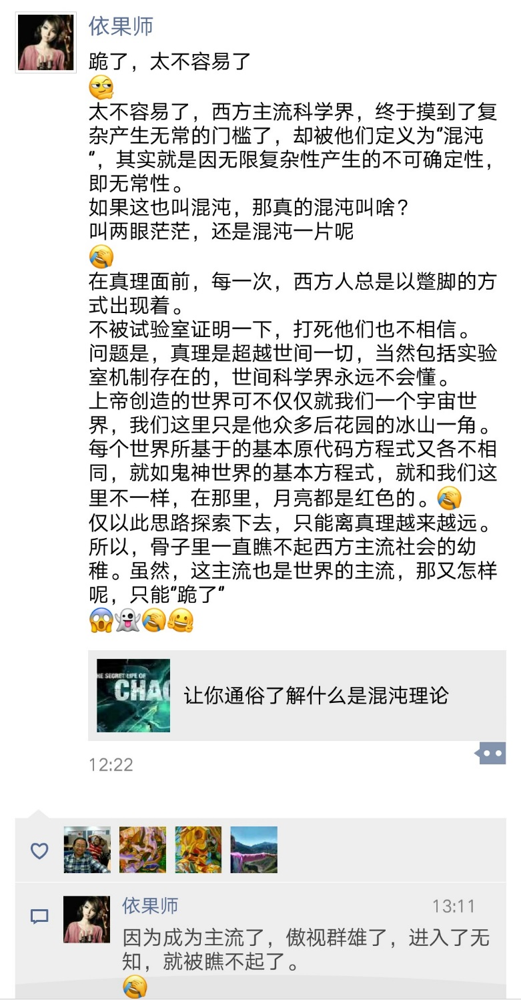 依果师
跪了，太不容易了
太不容易了，西方主流科学界，终于摸到了复
杂产生无常的门槛了，却被他们定义为"混沌
"，其实就是因无限复杂性产生的不可确定性，
即无常性。
如果这也叫混沌，那真的混沌叫啥？
叫两眼茫茫，还是混沌一片呢
在真理面前，每一次，西方人总是以蹩脚的方
式出现着。
不被试验室证明一下，打死他们也不相信。
问题是，真理是超越世间一切，当然包括实验
室机制存在的，世间科学界永远不会懂。
上帝创造的世界可不仅仅就我们一个宇宙世
界，我们这里只是他众多后花园的冰山一角。
每个世界所基于的基本原代码方程式又各不相
同，就如鬼神世界的基本方程式，就和我们这
里不一样，在那里，月亮都是红色的。
仅以此思路探索下去，只能离真理越来越远。
所以，骨子里一直瞧不起西方主流社会的幼
稚。虽然，这主流也是世界的主流，那又怎样
呢，只能"跪了"
HE SECRET LIFE OF
CHAO
让你通俗了解什么是混沌理论
12:22
依果师
13:11
因为成为主流了，傲视群雄了，进入了无
知，就被瞧不起了。